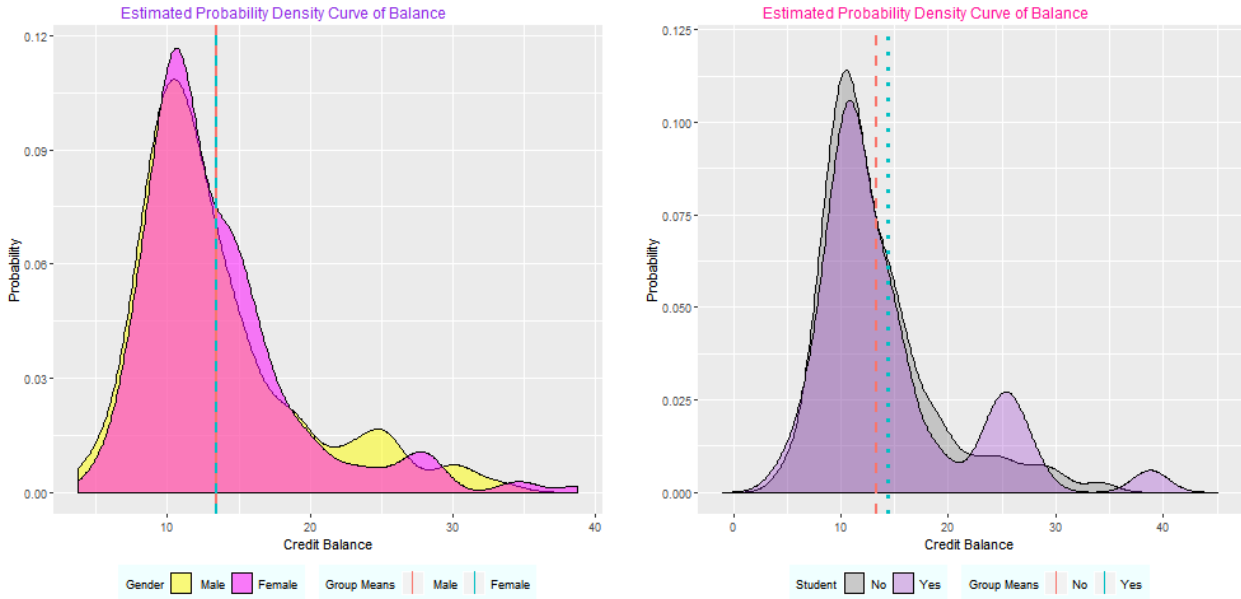 Estimated Probability Density Curve of Balance
0.12
0.09
0.06
0.03
0.00
Probability
10
20
30
40
Credit Balance
Gender Male Female Group Means Male Female
Estimated Probability Density Curve of Balance
0.125
0.100
0.075
0.050
0.025
0.000
Probability
0
10
20
30
40
Credit Balance
Student No Yes Group Means No Yes